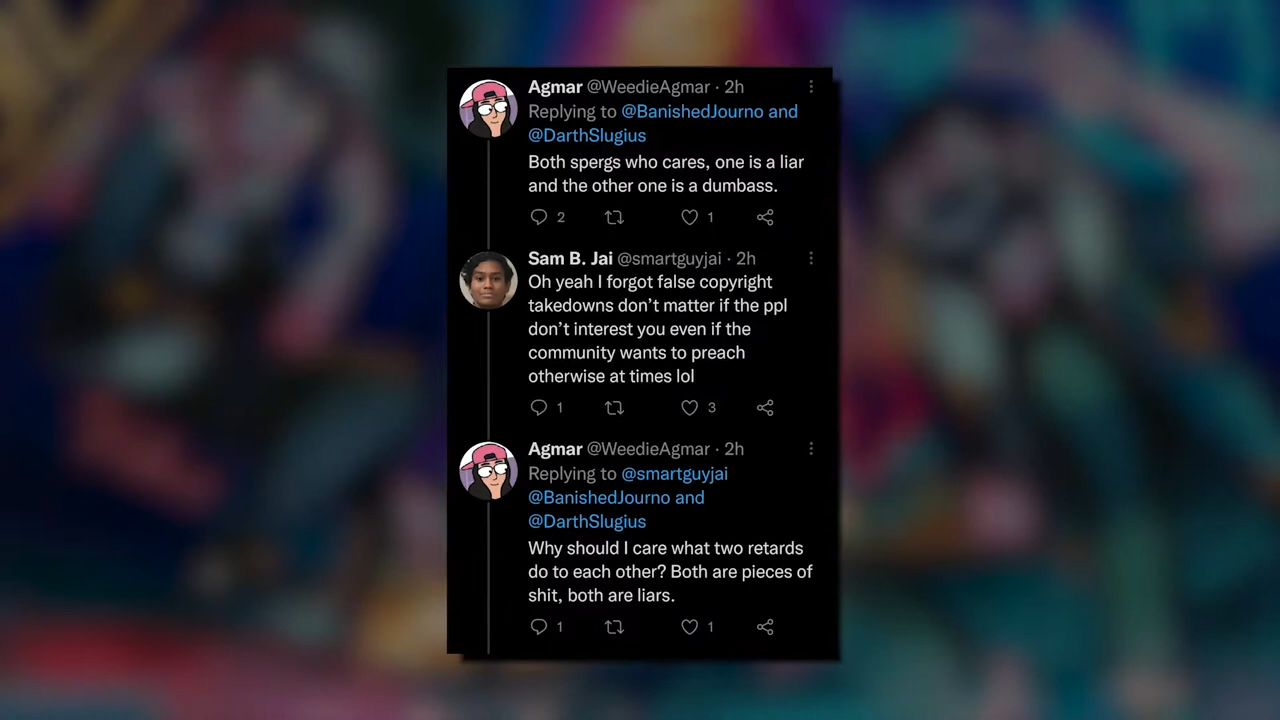 Agmar @WeedieAgmar · 2h
Replying to @BanishedJourno and
@DarthSlugius
Both spergs who cares, one is a liar
and the other one is a dumbass.
2 1
Sam B. Jai @smartguyjai · 2h
Oh yeah I forgot false copyright
takedowns don’t matter if the ppl
don’t interest you even if the
community wants to preach
otherwise at times lol
1 3
Agmar @WeedieAgmar · 2h
Replying to @smartguyjai
@BanishedJourno and
@DarthSlugius
Why should I care what two retards
do to each other? Both are pieces of
shit, both are liars.
1 1